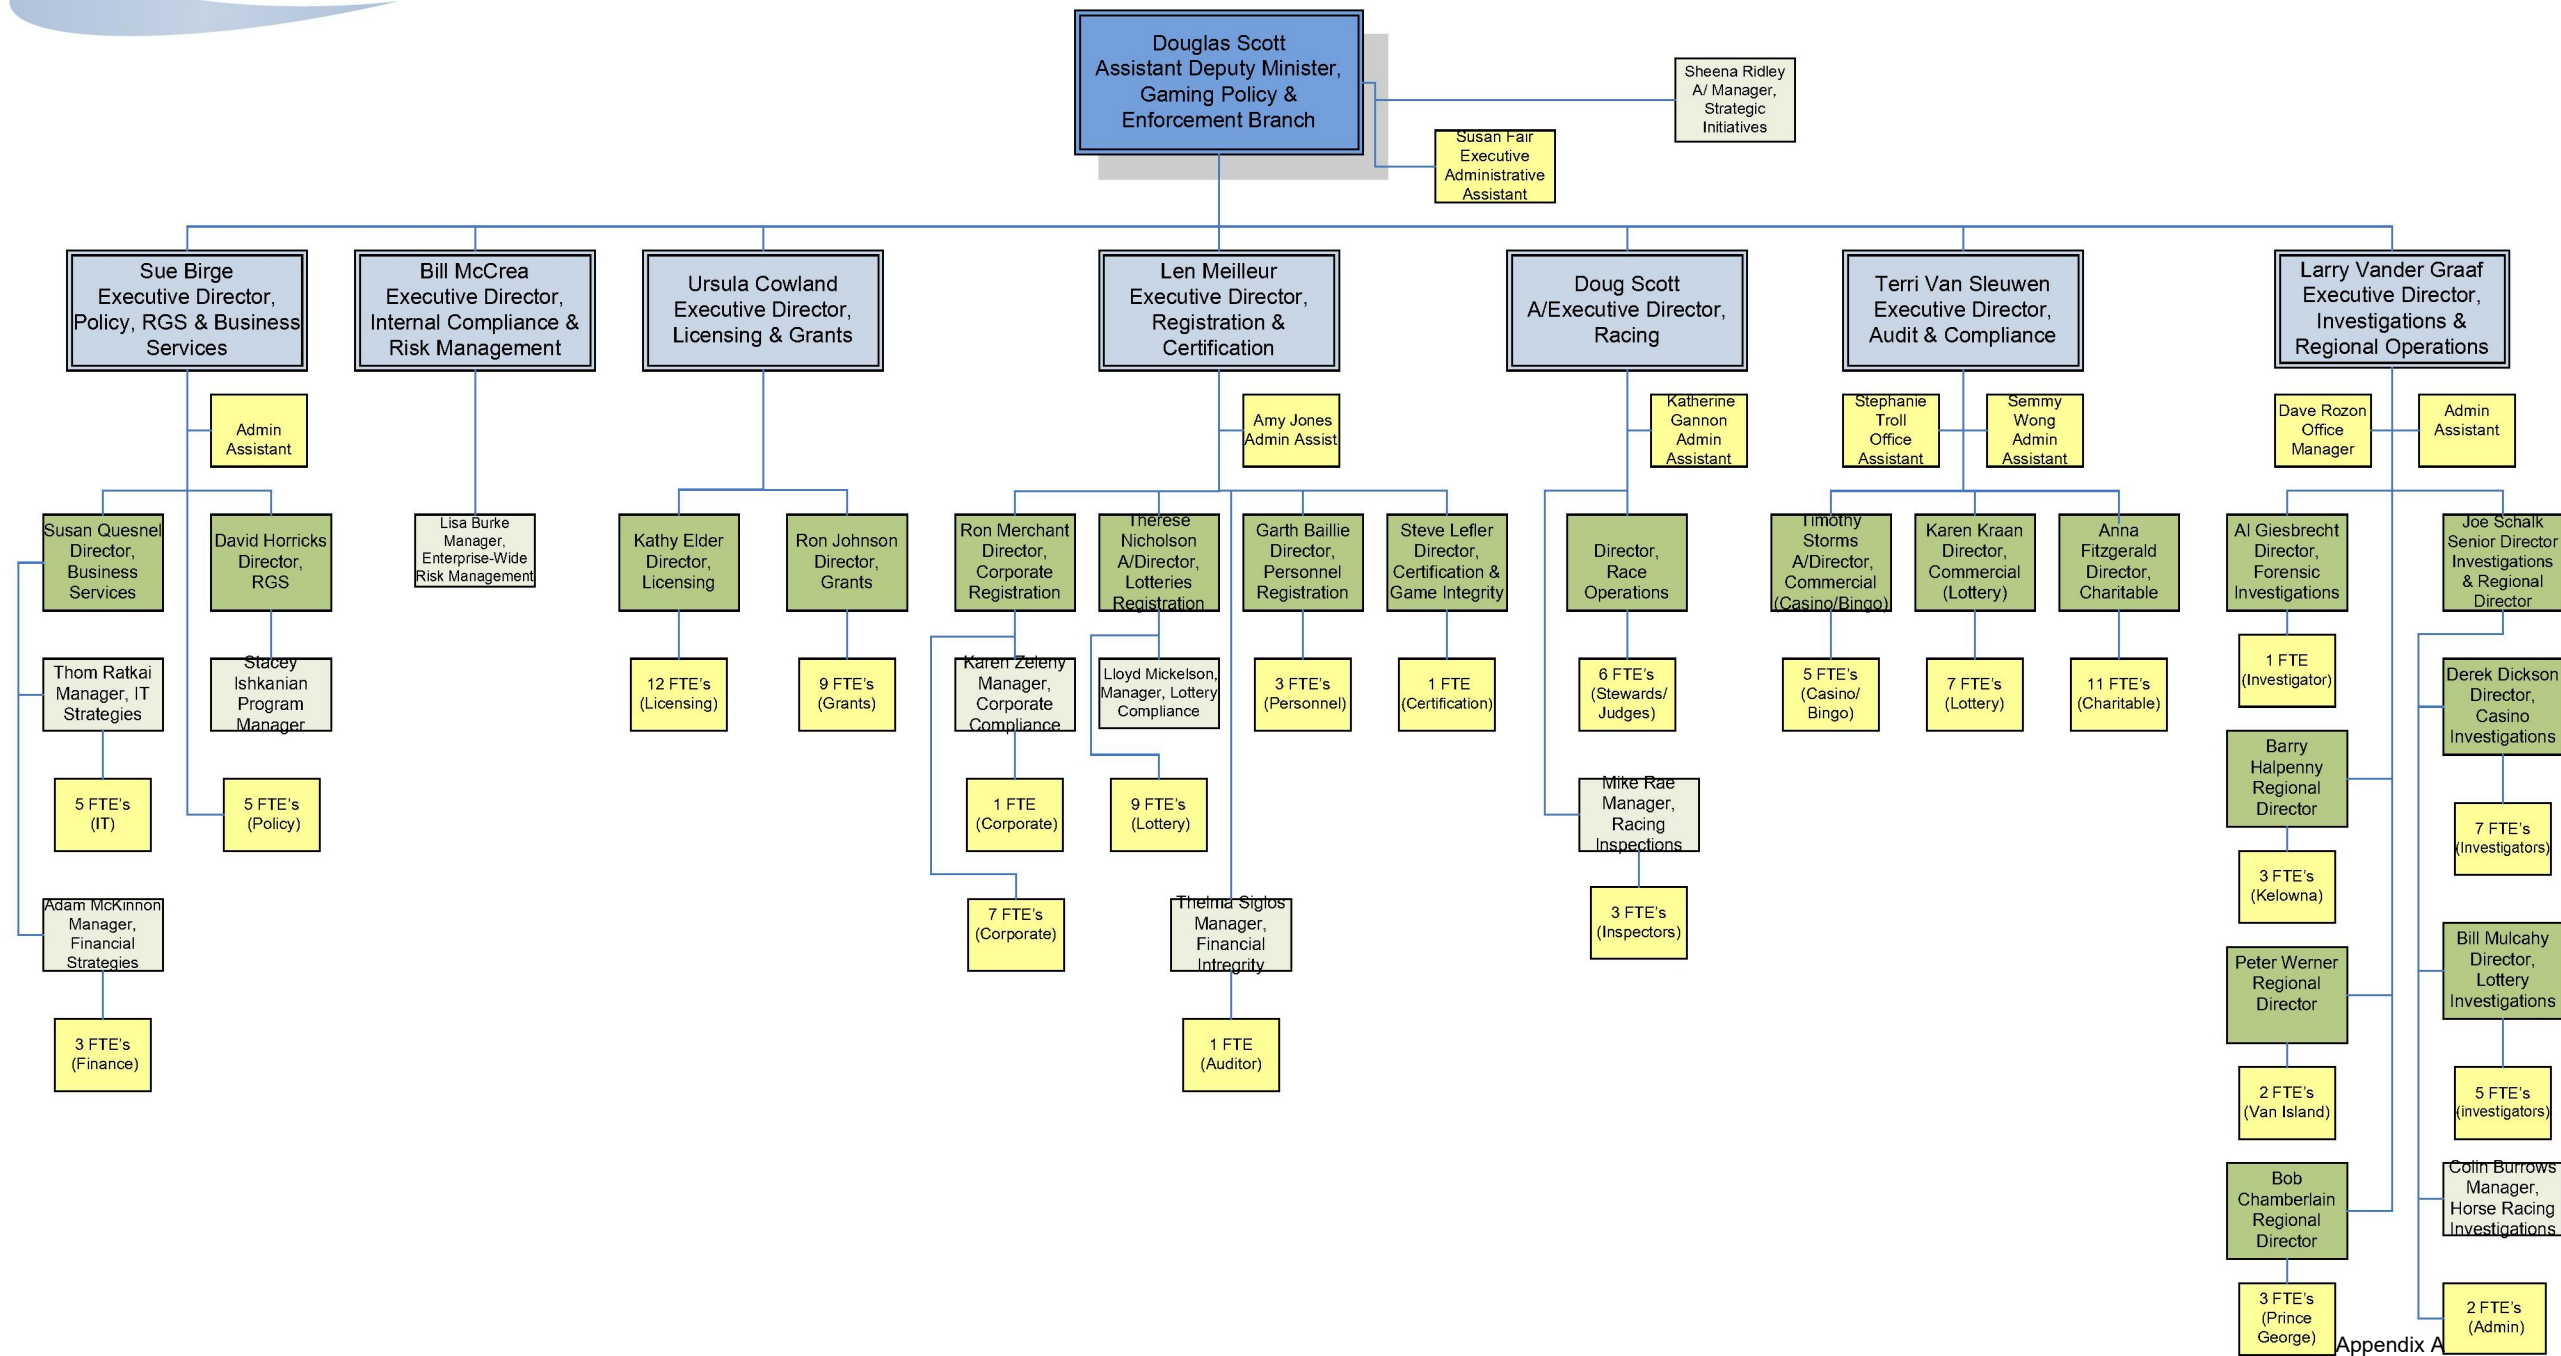 Douglas Scott
Assistant Deputy Minister,
Gaming Policy &
Enforcement Branch
Sheena Ridley
A/ Manager,
Strategic
Initiatives
Susan Fair
Executive
Administrative
Assistant
Sue Birge
Executive Director,
Policy, RGS & Business
Services
Bill McCrea
Executive Director,
Internal Compliance &
Risk Management
Ursula Cowland
Executive Director,
Licensing & Grants
Len Meilleur
Executive Director,
Registration &
Certification
Doug Scott
A/Executive Director,
Racing
Terri Van Sleuwen
Executive Director,
Audit & Compliance
Larry Vander Graaf
Executive Director,
Investigations &
Regional Operations
Admin
Assistant
Amy Jones
Admin Assist
Katherine
Gannon
Admin
Assistant
Stephanie
Troll
Office
Assistant
Semmy
Wong
Admin
Assistant
Dave Rozon
Office
Manager
Admin
Assistant
Susan Quesnel
Director,
Business
Services
David Horricks
Director,
RGS
Lisa Burke
Manager,
Enterprise-Wide
Risk Management
Kathy Elder
Director,
Licensing
Ron Johnson
Director,
Grants
Ron Merchant
Director,
Corporate
Registration
Therese
Nicholson
A/Director,
Lotteries
Registration
Garth Baillie
Director,
Personnel
Registration
Steve Lefler
Director,
Certification &
Game Integrity
Director,
Race
Operations
Timothy
Storms
A/Director,
Commercial
(Casino/Bingo)
Karen Kraan
Director,
Commercial
(Lottery)
Anna
Fitzgerald
Director,
Charitable
Al Giesbrecht
Director,
Forensic
Investigations
Joe Schalk
Senior Director
Investigations
& Regional
Director
Thom Ratkai
Manager, IT
Strategies
Stacey
Ishkanian
Program
Manager
12 FTE's
(Licensing)
9 FTE's
(Grants)
Karen Zeleny
Manager,
Corporate
Compliance
Lloyd Mickelson,
Manager, Lottery
Compliance
3 FTE's
(Personnel)
1 FTE
(Certification)
6 FTE's
(Stewards/
Judges)
5 FTE's
(Casino/
Bingo)
7 FTE's
(Lottery)
11 FTE's
(Charitable)
1 FTE
(Investigator)
Derek Dickson
Director,
Casino
Investigations
5 FTE's
(IT)
5 FTE's
(Policy)
1 FTE
(Corporate)
9 FTE's
(Lottery)
Mike Rae
Manager,
Racing
Inspections
Barry
Halpenny
Regional
Director
7 FTE's
(Investigators)
Adam McKinnon
Manager,
Financial
Strategies
7 FTE's
(Corporate)
Thelma Siglos
Manager,
Financial
Intregrity
3 FTE's
(Inspectors)
3 FTE's
(Kelowna)
Peter Werner
Regional
Director
Bill Mulcahy
Director,
Lottery
Investigations
3 FTE's
(Finance)
1 FTE
(Auditor)
2 FTE's
(Van Island)
5 FTE's
(investigators)
Bob
Chamberlain
Regional
Director
Colin Burrows
Manager,
Horse Racing
Investigations
3 FTE's
(Prince
George)
2 FTE's
(Admin)
Appendix A